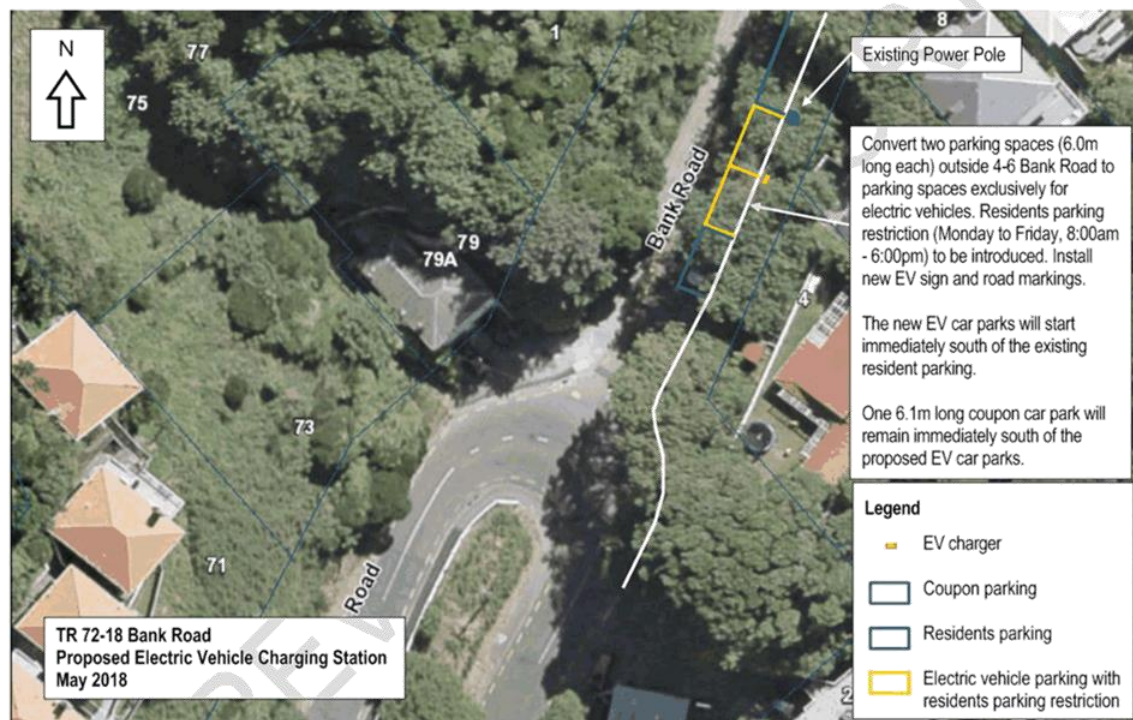 N
77
1
8
75
Existing Power Pole
Bank Road
Convert two parking spaces (6.0m
long each) outside 4-6 Bank Road to
parking spaces exclusively for
electric vehicles. Residents parking
restriction (Monday to Friday, 8:00am
- 6:00pm) to be introduced. Install
new EV sign and road markings.
The new EV car parks will start
immediately south of the existing
resident parking.
One 6.1m long coupon car park will
remain immediately south of the
proposed EV car parks.
79
79A
4
73
71
Road
Legend
EV charger
Coupon parking
Residents parking
Electric vehicle parking with
residents parking restriction
TR 72-18 Bank Road
Proposed Electric Vehicle Charging Station
May 2018
2